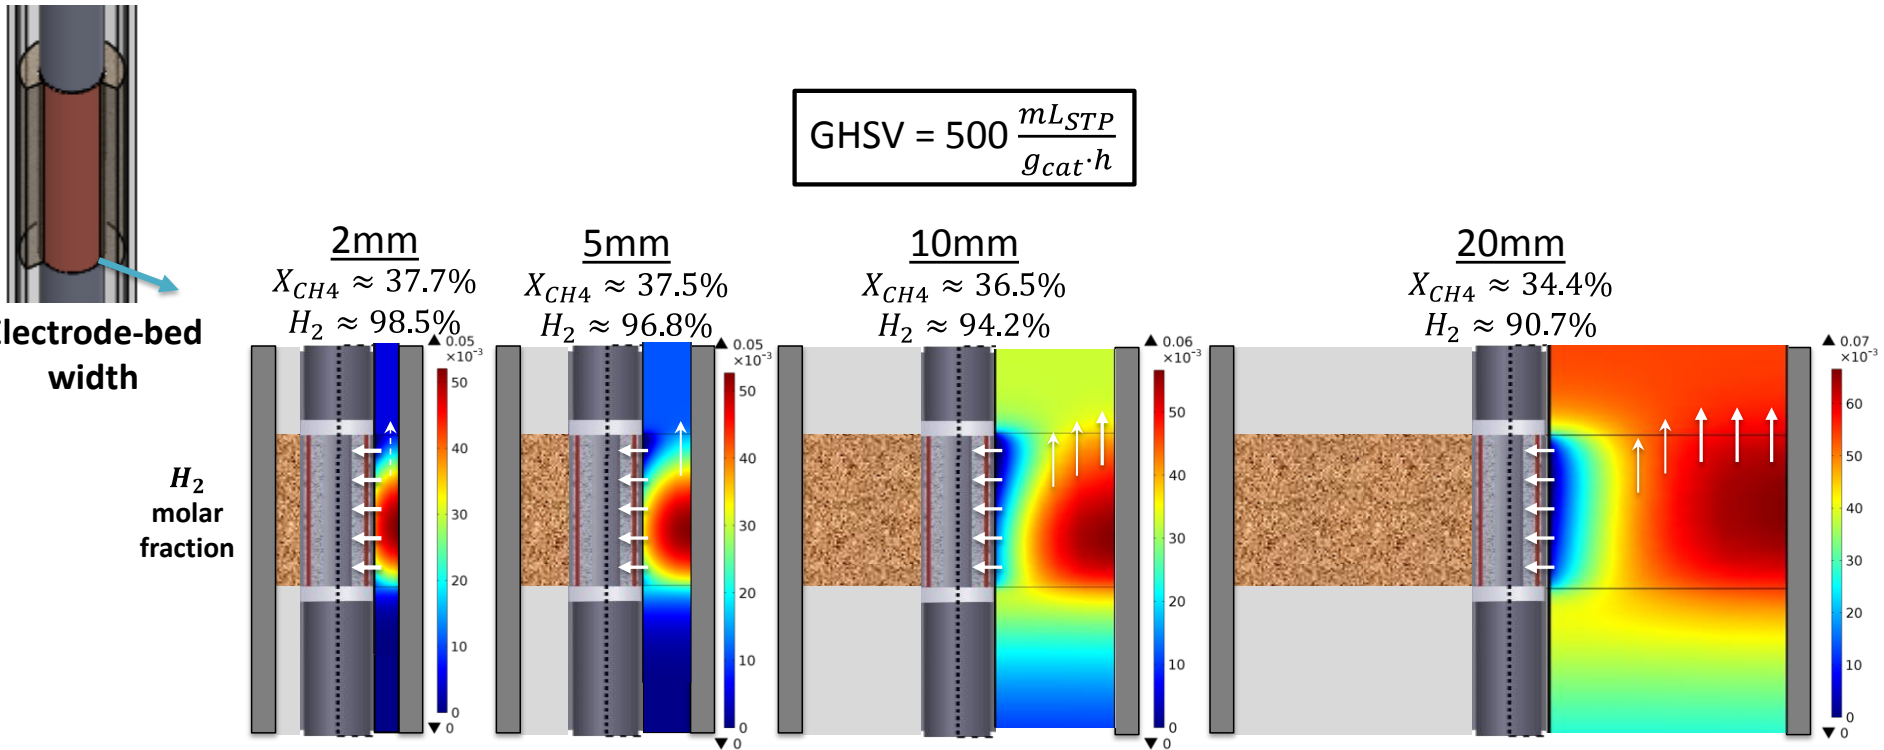 GHSV = 500 mL_STP / g_cat·h
2mm
X_CH4 ≈ 37.7%
H_2 ≈ 98.5%
5mm
X_CH4 ≈ 37.5%
H_2 ≈ 96.8%
10mm
X_CH4 ≈ 36.5%
H_2 ≈ 94.2%
20mm
X_CH4 ≈ 34.4%
H_2 ≈ 90.7%
lectrode-bed
width
H_2
molar
fraction
▲ 0.05
×10⁻³
50
40
30
20
10
0
▼ 0
▲ 0.05
×10⁻³
50
40
30
20
10
0
▼ 0
▲ 0.06
×10⁻³
50
40
30
20
10
0
▼ 0
▲ 0.07
×10⁻³
60
50
40
30
20
10
0
▼ 0